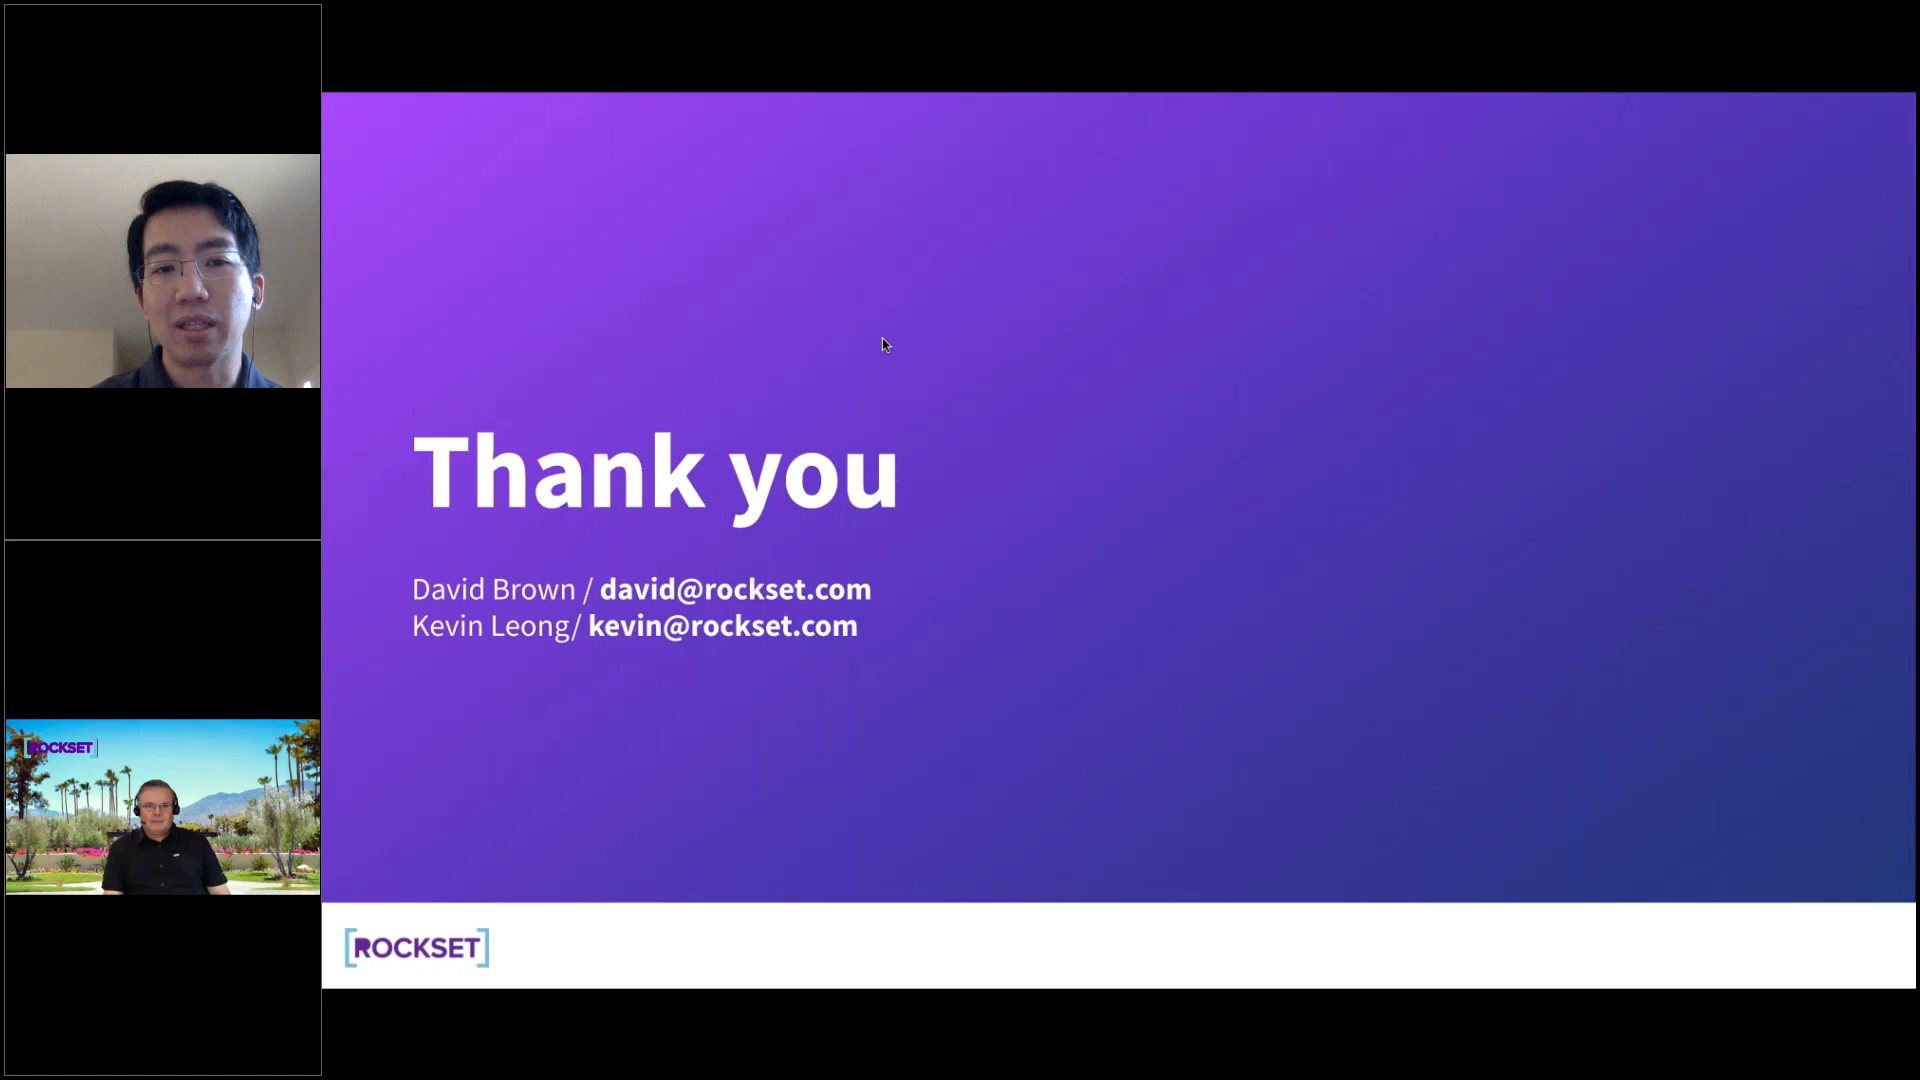 Thank you
David Brown / david@rockset.com
Kevin Leong/ kevin@rockset.com
[ROCKSET]
[ROCKSET]